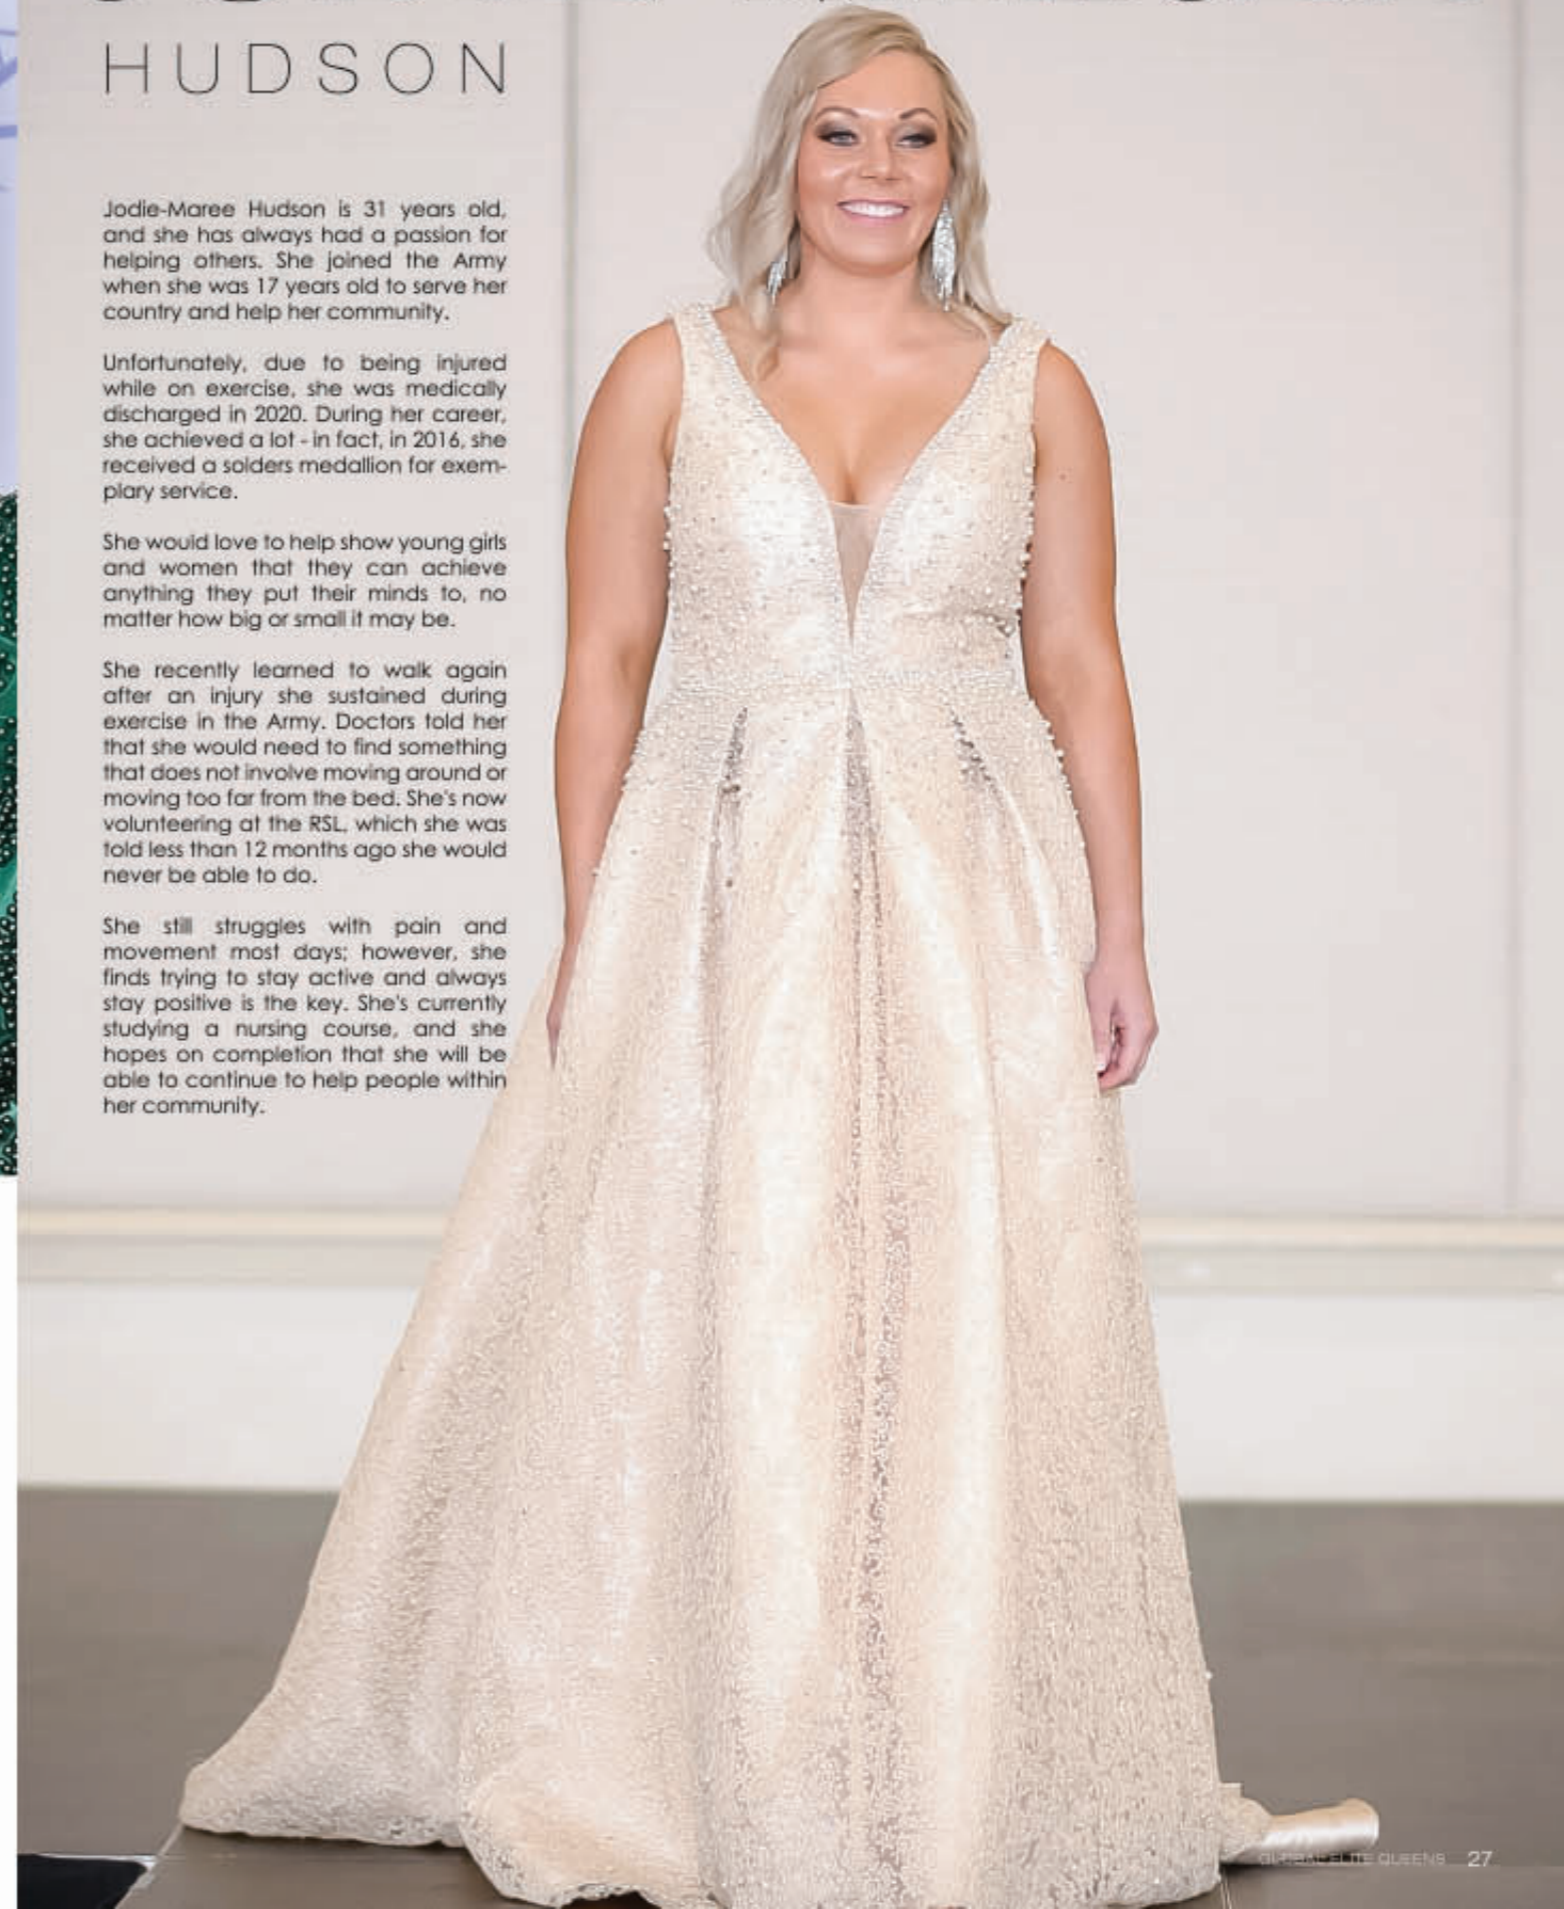 HUDSON
Jodie-Maree Hudson is 31 years old,
and she has always had a passion for
helping others. She joined the Army
when she was 17 years old to serve her
country and help her community.
Unfortunately, due to being injured
while on exercise, she was medically
discharged in 2020. During her career,
she achieved a lot - in fact, in 2016, she
received a solders medallion for exem-
plary service.
She would love to help show young girls
and women that they can achieve
anything they put their minds to, no
matter how big or small it may be.
She recently learned to walk again
after an injury she sustained during
exercise in the Army. Doctors told her
that she would need to find something
that does not involve moving around or
moving too far from the bed. She's now
volunteering at the RSL, which she was
told less than 12 months ago she would
never be able to do.
She still struggles with pain and
movement most days; however, she
finds trying to stay active and always
stay positive is the key. She's currently
studying a nursing course, and she
hopes on completion that she will be
able to continue to help people within
her community.
GLOBAL ELITE QUEENS 27